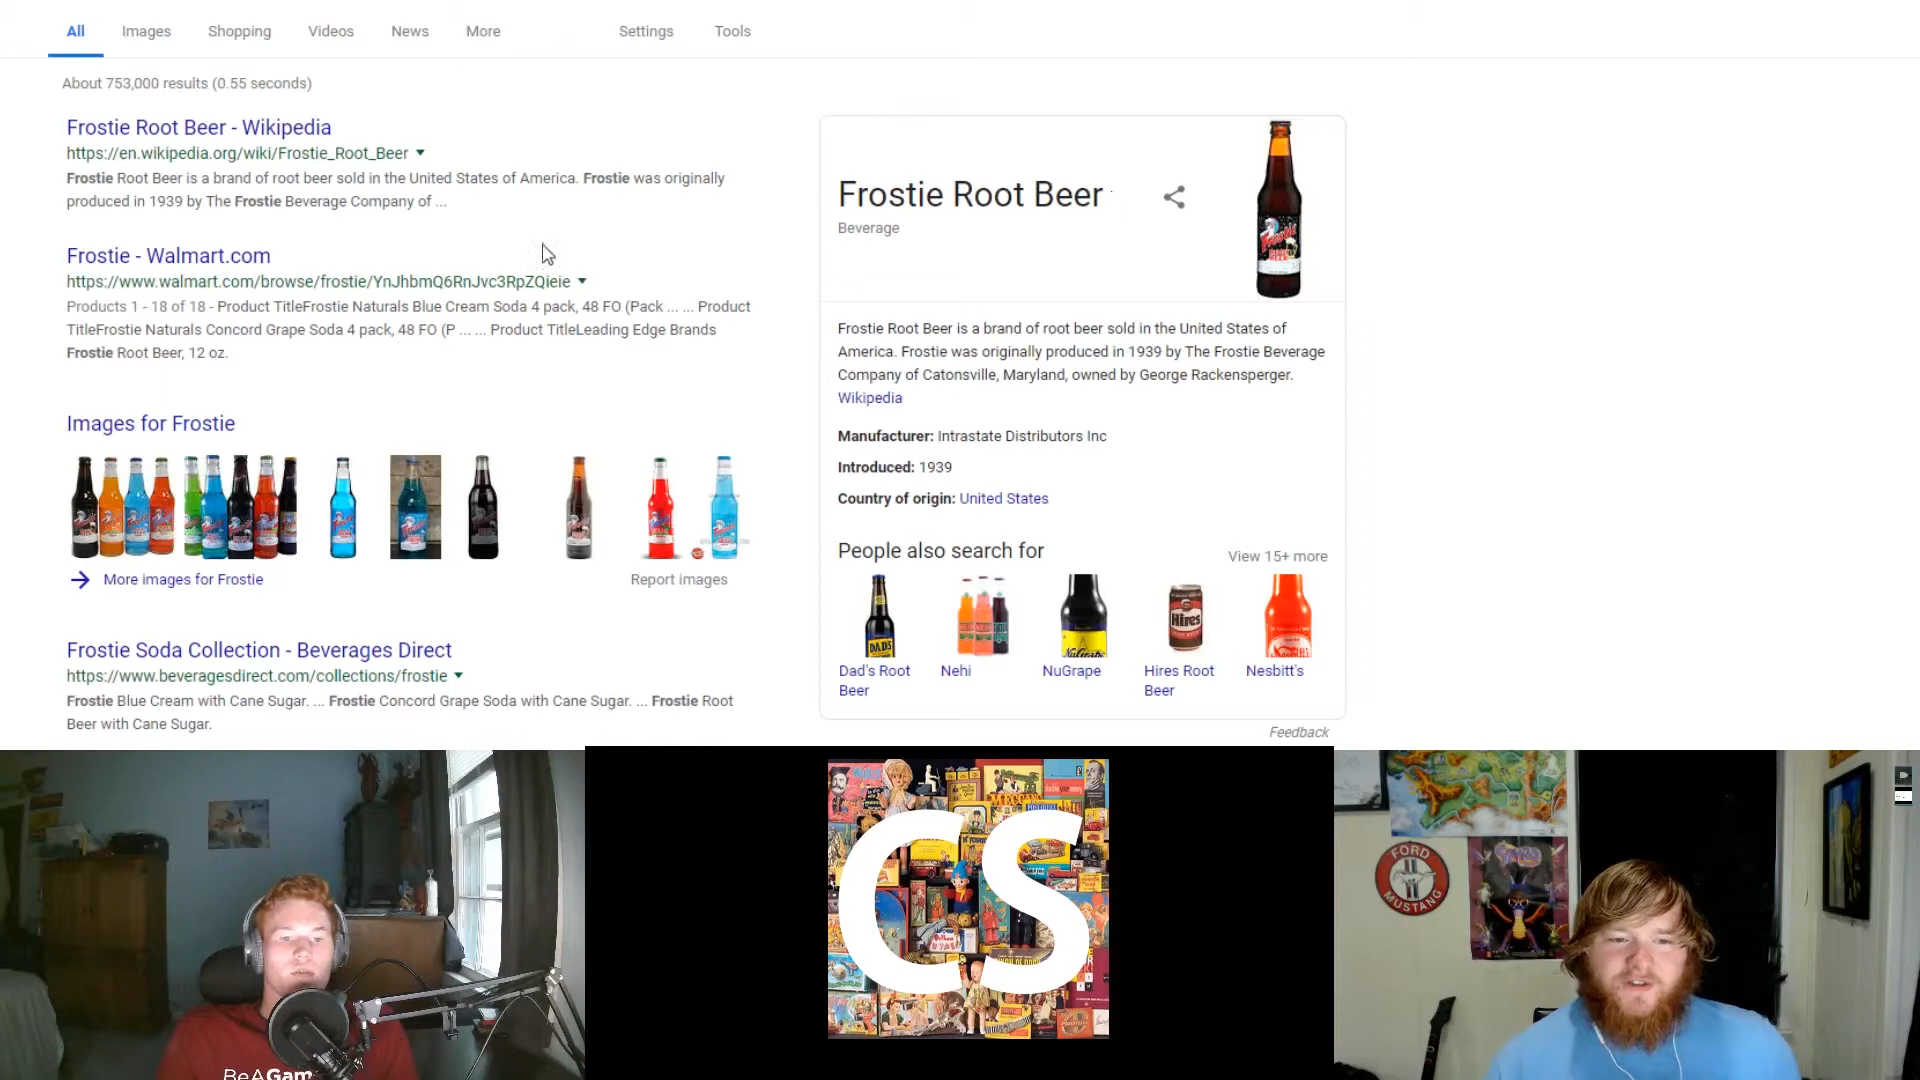 All Images Shopping Videos News More Settings Tools
About 753,000 results (0.55 seconds)
Frostie Root Beer - Wikipedia
https://en.wikipedia.org/wiki/Frostie_Root_Beer
Frostie Root Beer is a brand of root beer sold in the United States of America. Frostie was originally
produced in 1939 by The Frostie Beverage Company of ...
Frostie - Walmart.com
https://www.walmart.com/browse/frostie/YnJhbmQ6RnJvc3RpZQieie
Products 1 - 18 of 18 - Product TitleFrostie Naturals Blue Cream Soda 4 pack, 48 FO (Pack ... ... Product
TitleFrostie Naturals Concord Grape Soda 4 pack, 48 FO (P ... ... Product TitleLeading Edge Brands
Frostie Root Beer, 12 oz.
Images for Frostie
More images for Frostie
Report images
Frostie Soda Collection - Beverages Direct
https://www.beveragesdirect.com/collections/frostie
Frostie Blue Cream with Cane Sugar. ... Frostie Concord Grape Soda with Cane Sugar. ... Frostie Root
Beer with Cane Sugar.
Frostie Root Beer
Beverage
Frostie Root Beer is a brand of root beer sold in the United States of
America. Frostie was originally produced in 1939 by The Frostie Beverage
Company of Catonsville, Maryland, owned by George Rackensperger.
Wikipedia
Manufacturer: Intrastate Distributors Inc
Introduced: 1939
Country of origin: United States
People also search for
View 15+ more
DAD'S
Hires
Dad's Root
Beer
Nehi
NuGrape
Hires Root
Beer
Nesbitt's
Feedback
BeAGam
CS
MECCANO
FORD
MUSTANG